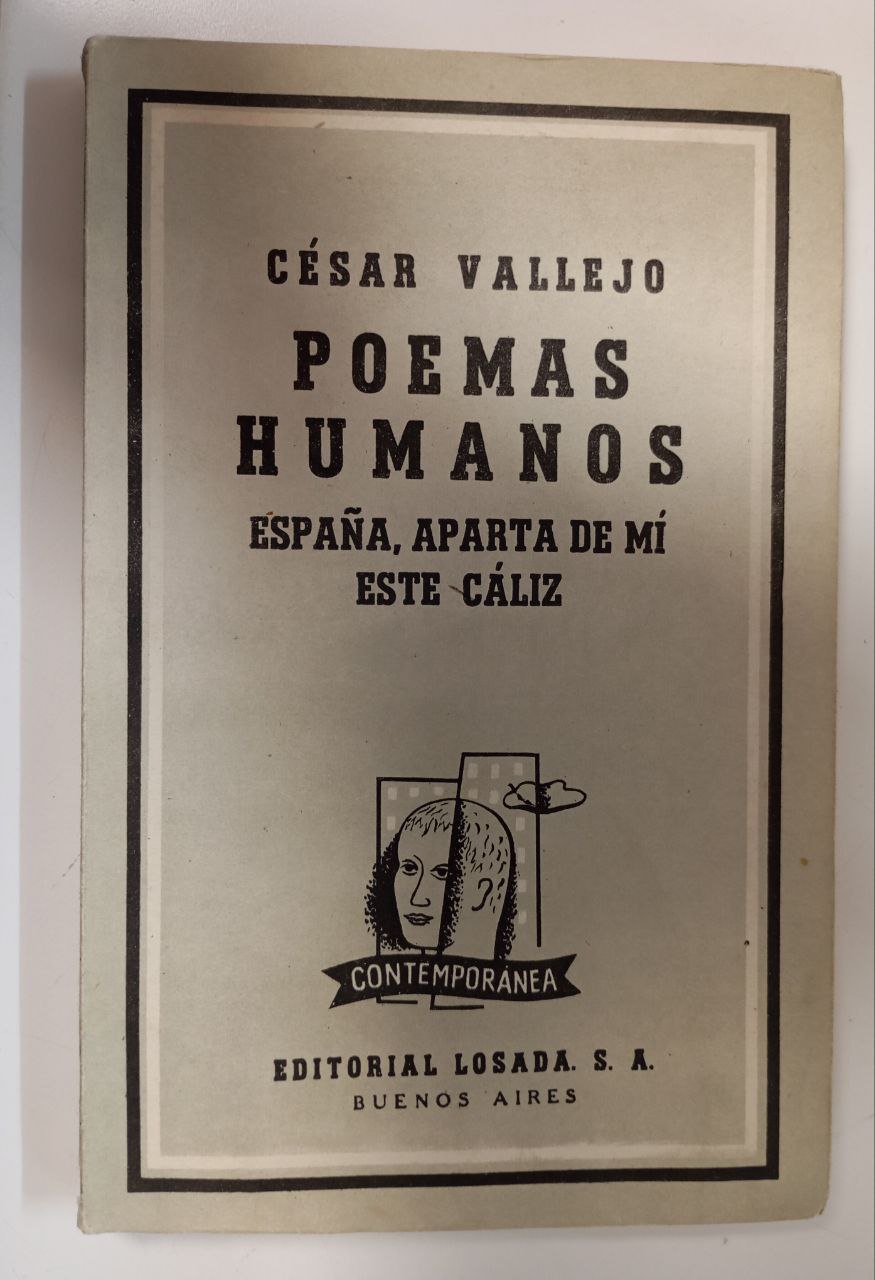 CÉSAR VALLEJO
POEMAS
HUMANOS
ESPAÑA, APARTA DE MÍ
ESTE CÁLIZ
CONTEMPORÁNEA
EDITORIAL LOSADA. S. A.
BUENOS AIRES